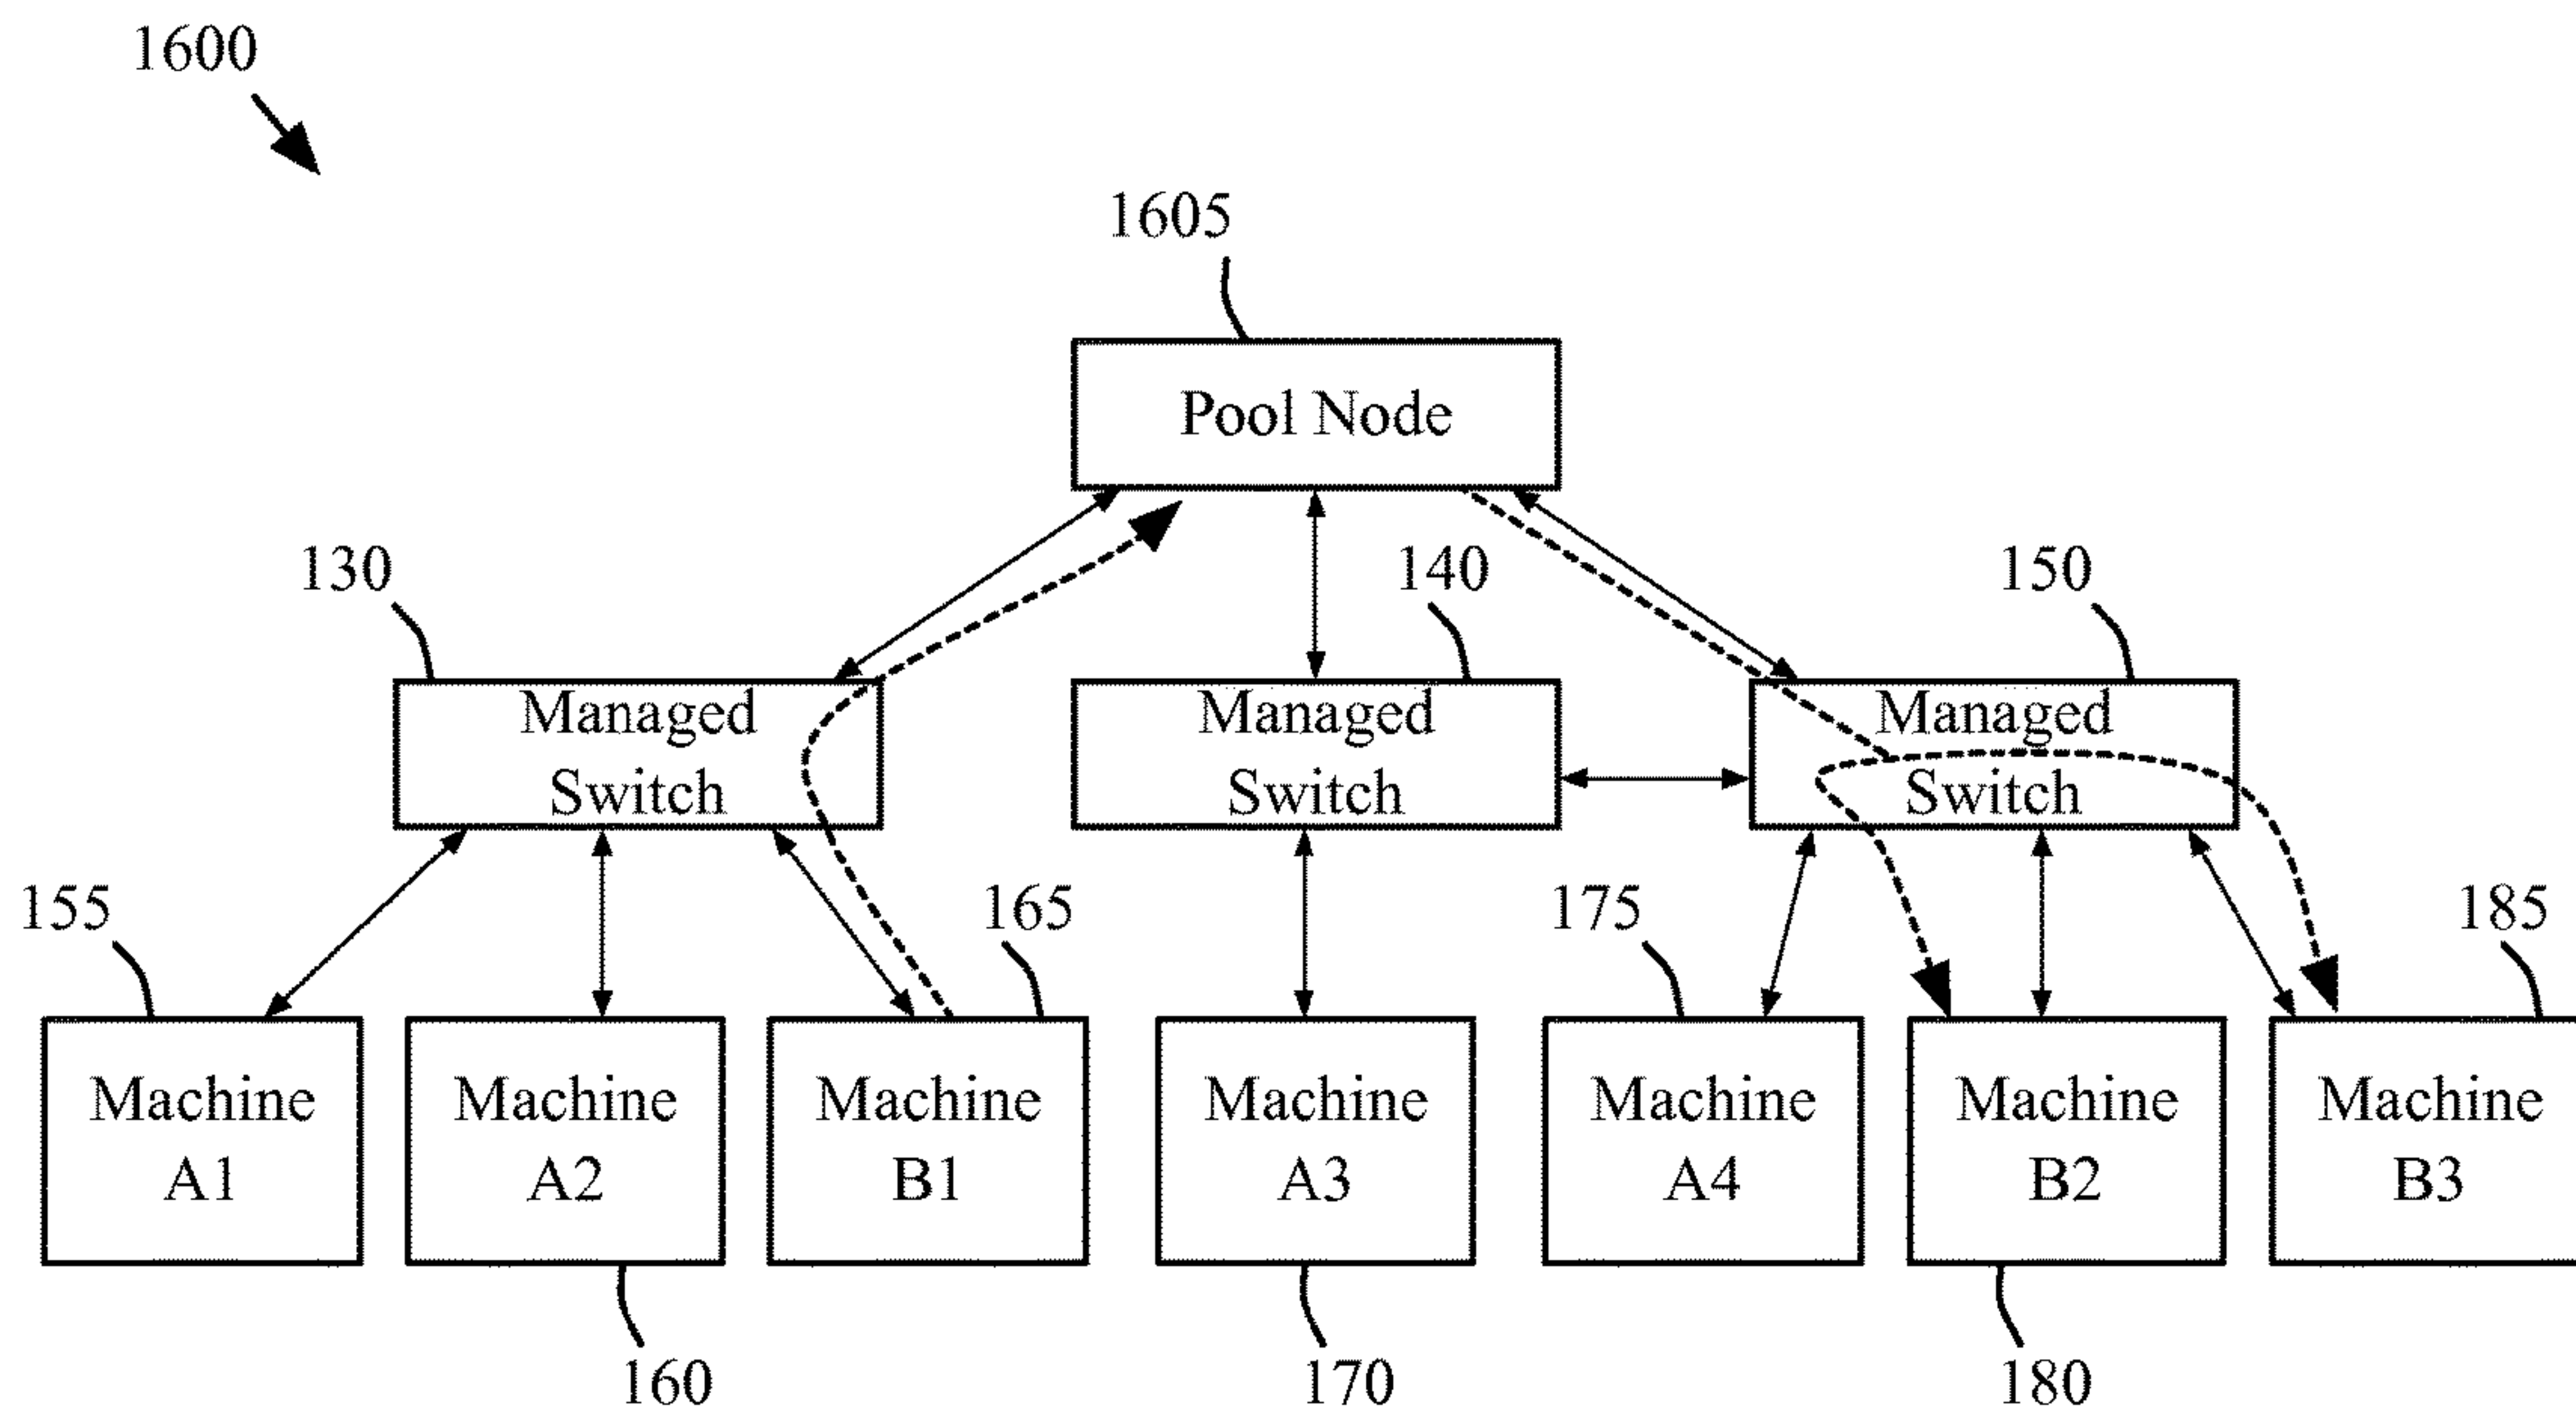 1600
1605
Pool Node
130
140
150
Managed
Switch
Managed
Switch
Managed
Switch
155
165
175
185
Machine
A1
Machine
A2
Machine
B1
Machine
A3
Machine
A4
Machine
B2
Machine
B3
160
170
180